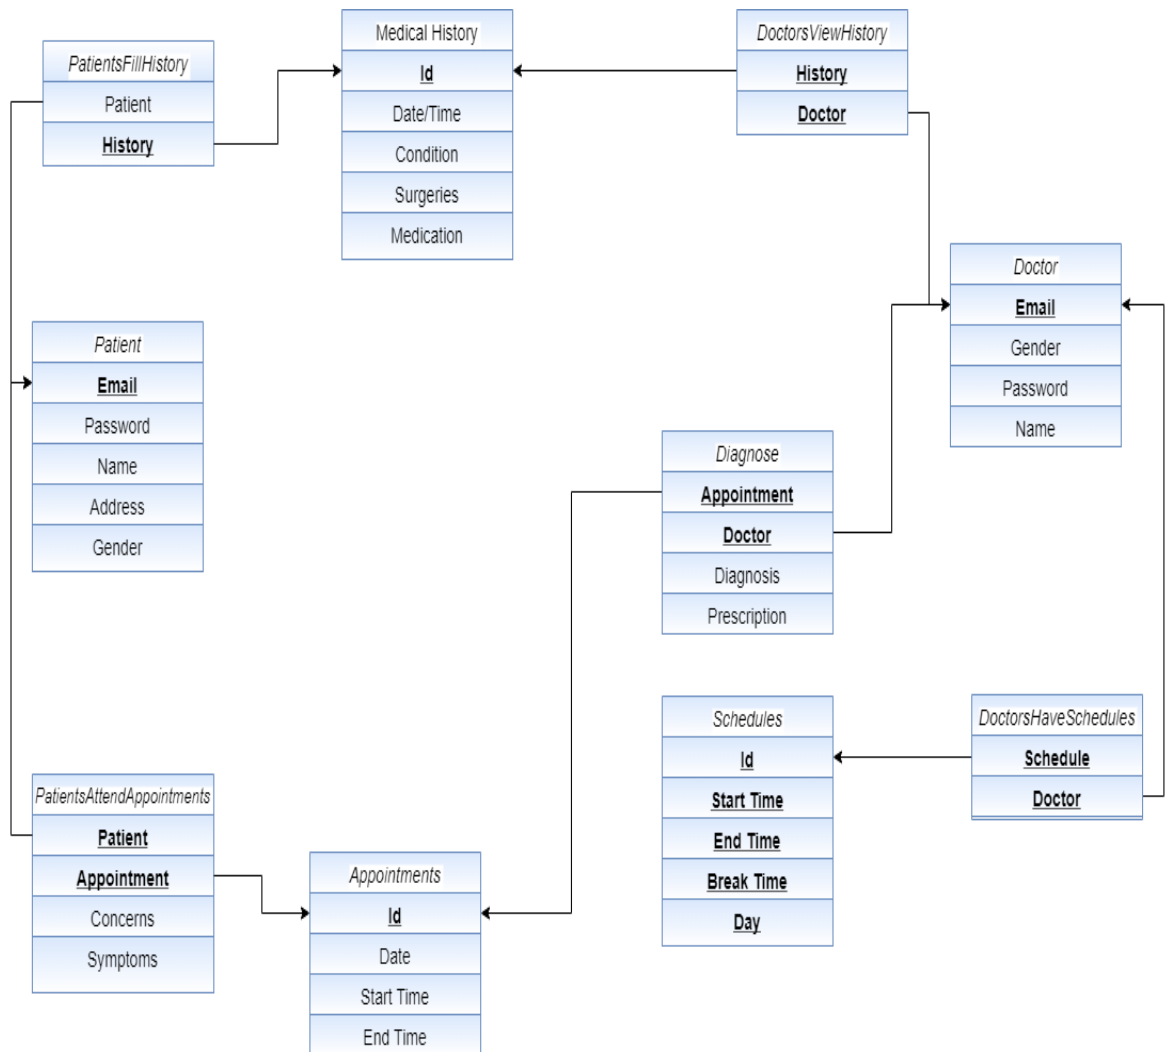 PatientsFillHistory
Patient
History
Medical History
Id
Date/Time
Condition
Surgeries
Medication
DoctorsViewHistory
History
Doctor
Doctor
Email
Gender
Password
Name
Patient
Email
Password
Name
Address
Gender
Diagnose
Appointment
Doctor
Diagnosis
Prescription
Schedules
Id
Start Time
End Time
Break Time
Day
DoctorsHaveSchedules
Schedule
Doctor
PatientsAttendAppointments
Patient
Appointment
Concerns
Symptoms
Appointments
Id
Date
Start Time
End Time